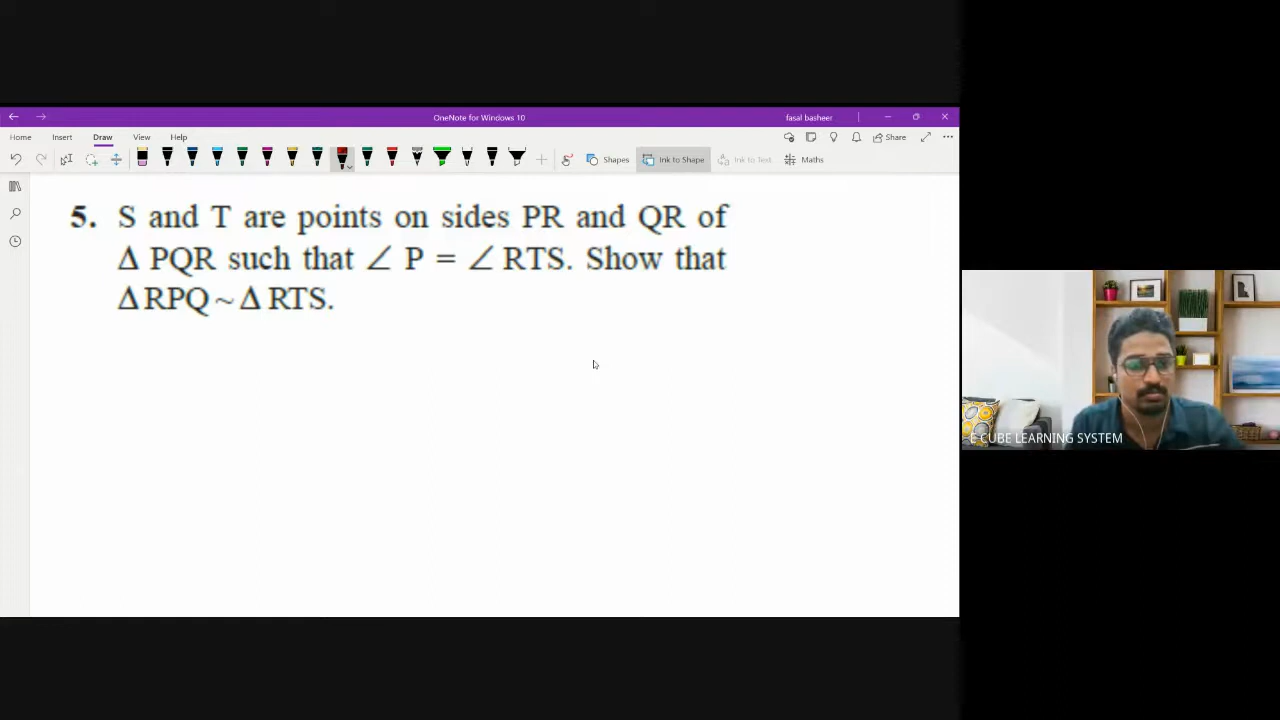 OneNote for Windows 10
fasal basheer
Home Insert Draw View Help
Share
Shapes
Ink to Shape
Ink to Text
Maths
5. S and T are points on sides PR and QR of
Δ PQR such that ∠ P = ∠ RTS. Show that
Δ RPQ ~ Δ RTS.
E CUBE LEARNING SYSTEM